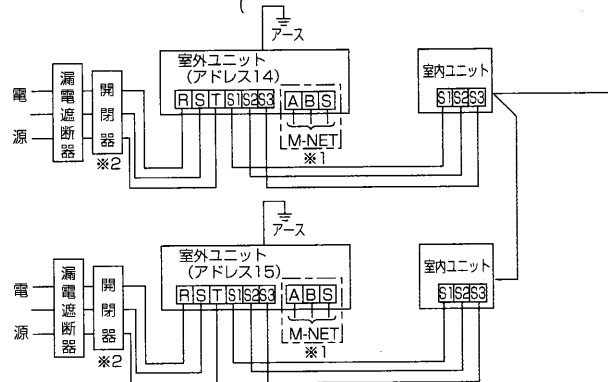 アース
室外ユニット
(アドレス14)
室内ユニット
電源
漏電遮断器
開閉器
※2
R S T S1 S2 S3
A B S
M-NET
※1
S1 S2 S3
アース
室外ユニット
(アドレス15)
室内ユニット
電源
漏電遮断器
開閉器
※2
R S T S1 S2 S3
A B S
M-NET
※1
S1 S2 S3